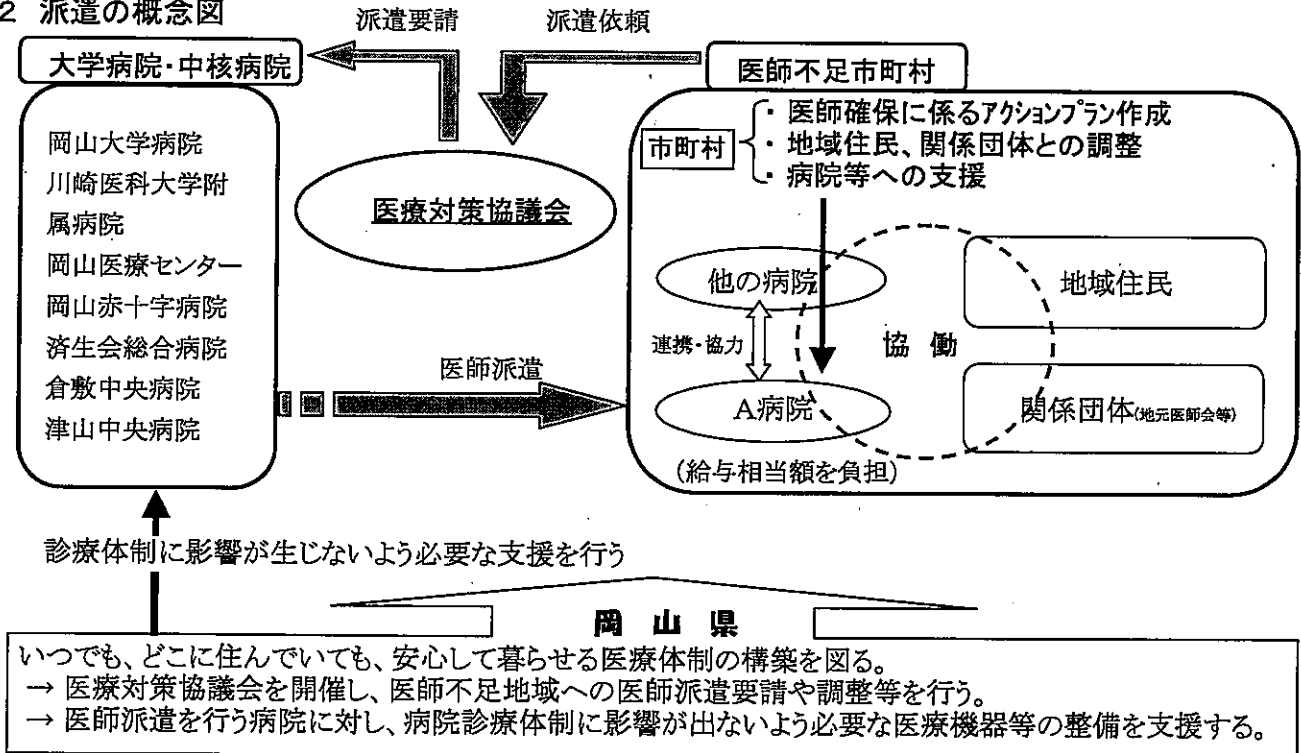 2 派遣の概念図
派遣要請
派遣依頼
大学病院・中核病院
医師不足市町村
岡山大学病院
川崎医科大学附
属病院
岡山医療センター
岡山赤十字病院
済生会総合病院
倉敷中央病院
津山中央病院
医療対策協議会
市町村
・ 医師確保に係るアクションプラン作成
・ 地域住民、関係団体との調整
・ 病院等への支援
他の病院
地域住民
連携・協力
協 働
医師派遣
A病院
関係団体(地元医師会等)
(給与相当額を負担)
診療体制に影響が生じないよう必要な支援を行う
岡 山 県
いつでも、どこに住んでいても、安心して暮らせる医療体制の構築を図る。
→ 医療対策協議会を開催し、医師不足地域への医師派遣要請や調整等を行う。
→ 医師派遣を行う病院に対し、病院診療体制に影響が出ないよう必要な医療機器等の整備を支援する。